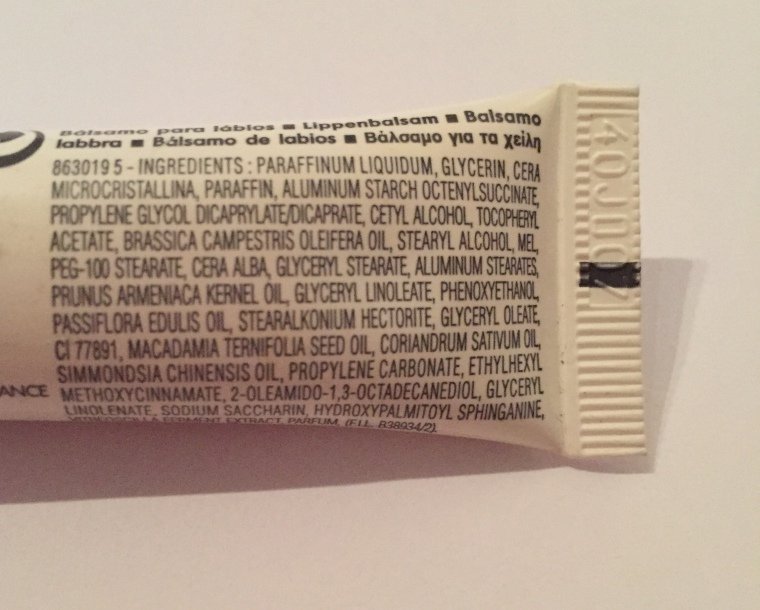 Bálsamo para lábios ■ Lippenbalsam ■ Balsamo
labbra ■ Bálsamo de labios ■ Βάλσαμο για τα χείλη
863019 5 - INGREDIENTS : PARAFFINUM LIQUIDUM, GLYCERIN, CERA
MICROCRISTALLINA, PARAFFIN, ALUMINUM STARCH OCTENYLSUCCINATE,
PROPYLENE GLYCOL DICAPRYLATE/DICAPRATE, CETYL ALCOHOL, TOCOPHERYL
ACETATE, BRASSICA CAMPESTRIS OLEIFERA OIL, STEARYL ALCOHOL, MEL,
PEG-100 STEARATE, CERA ALBA, GLYCERYL STEARATE, ALUMINUM STEARATES,
PRUNUS ARMENIACA KERNEL OIL, GLYCERYL LINOLEATE, PHENOXYETHANOL,
PASSIFLORA EDULIS OIL, STEARALKONIUM HECTORITE, GLYCERYL OLEATE,
CI 77891, MACADAMIA TERNIFOLIA SEED OIL, CORIANDRUM SATIVUM OIL,
SIMMONDSIA CHINENSIS OIL, PROPYLENE CARBONATE, ETHYLHEXYL
METHOXYCINNAMATE, 2-OLEAMIDO-1,3-OCTADECANEDIOL, GLYCERYL
LINOLENATE, SODIUM SACCHARIN, HYDROXYPALMITOYL SPHINGANINE,
VITREOSCILLA FERMENT EXTRACT, PARFUM, (F.I.L. B38934/2).
ANCE
40J007